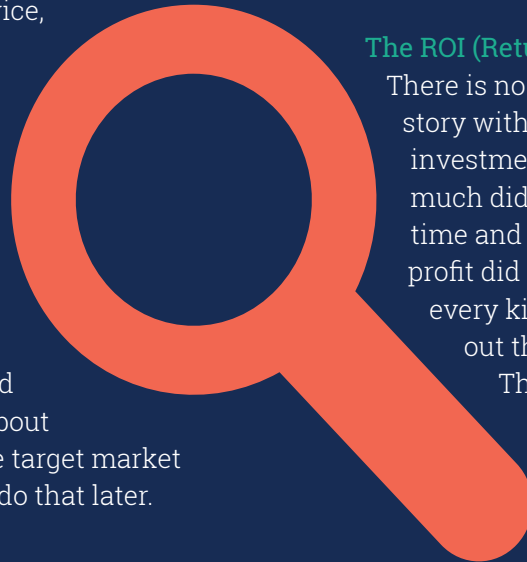 vice,
d
bout
e target market
do that later.
The ROI (Retu
There is no
story with
investme
much did
time and
profit did
every ki
out th
Th